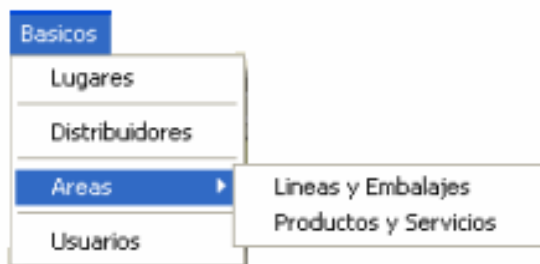 Basicos
Lugares
Distribuidores
Areas
Lineas y Embalajes
Productos y Servicios
Usuarios